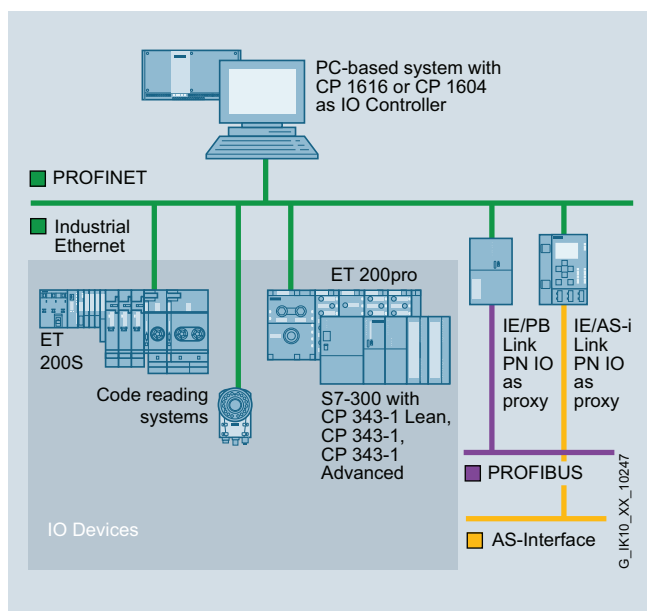 PC-based system with
CP 1616 or CP 1604
as IO Controller
PROFINET
Industrial
Ethernet
ET 200pro
ET
200S
Code reading
systems
S7-300 with
CP 343-1 Lean,
CP 343-1,
CP 343-1
Advanced
IE/PB
Link
PN IO
as
proxy
IE/AS-i
Link
PN IO
as
proxy
PROFIBUS
IO Devices
AS-Interface
G_IK10_XX_10247